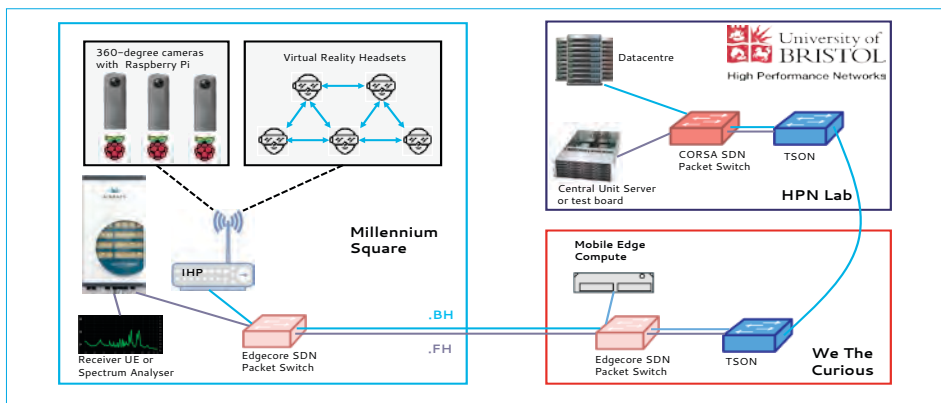 360-degree cameras
with Raspberry Pi
Virtual Reality Headsets
IHP
Millennium
Square
Receiver UE or
Spectrum Analyser
Edgecore SDN
Packet Switch
.BH
.FH
Datacentre
University of
BRISTOL
High Performance Networks
CORSA SDN
Packet Switch
TSON
Central Unit Server
or test board
HPN Lab
Mobile Edge
Compute
Edgecore SDN
Packet Switch
TSON
We The
Curious